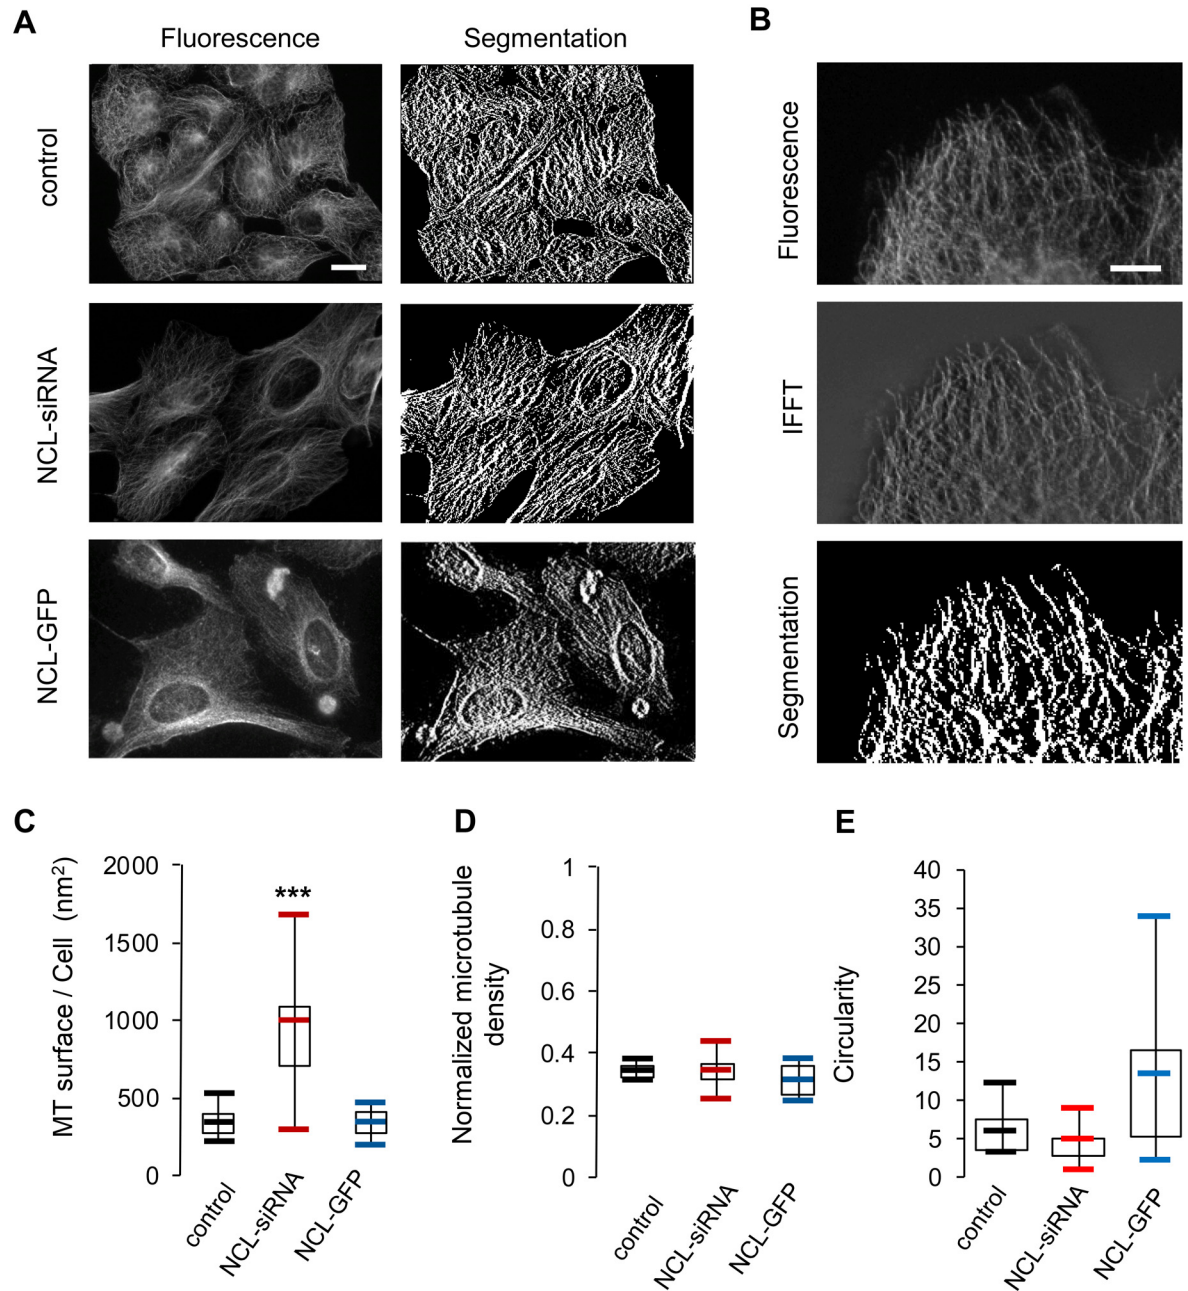 A
B
Fluorescence
Segmentation
control
NCL-siRNA
NCL-GFP
Fluorescence
IFFT
Segmentation
C
MT surface / Cell (nm²)
2000
1500
1000
500
0
***
control
NCL-siRNA
NCL-GFP
D
Normalized microtubule
density
1
0.8
0.6
0.4
0.2
0
control
NCL-siRNA
NCL-GFP
E
Circularity
40
35
30
25
20
15
10
5
0
control
NCL-siRNA
NCL-GFP